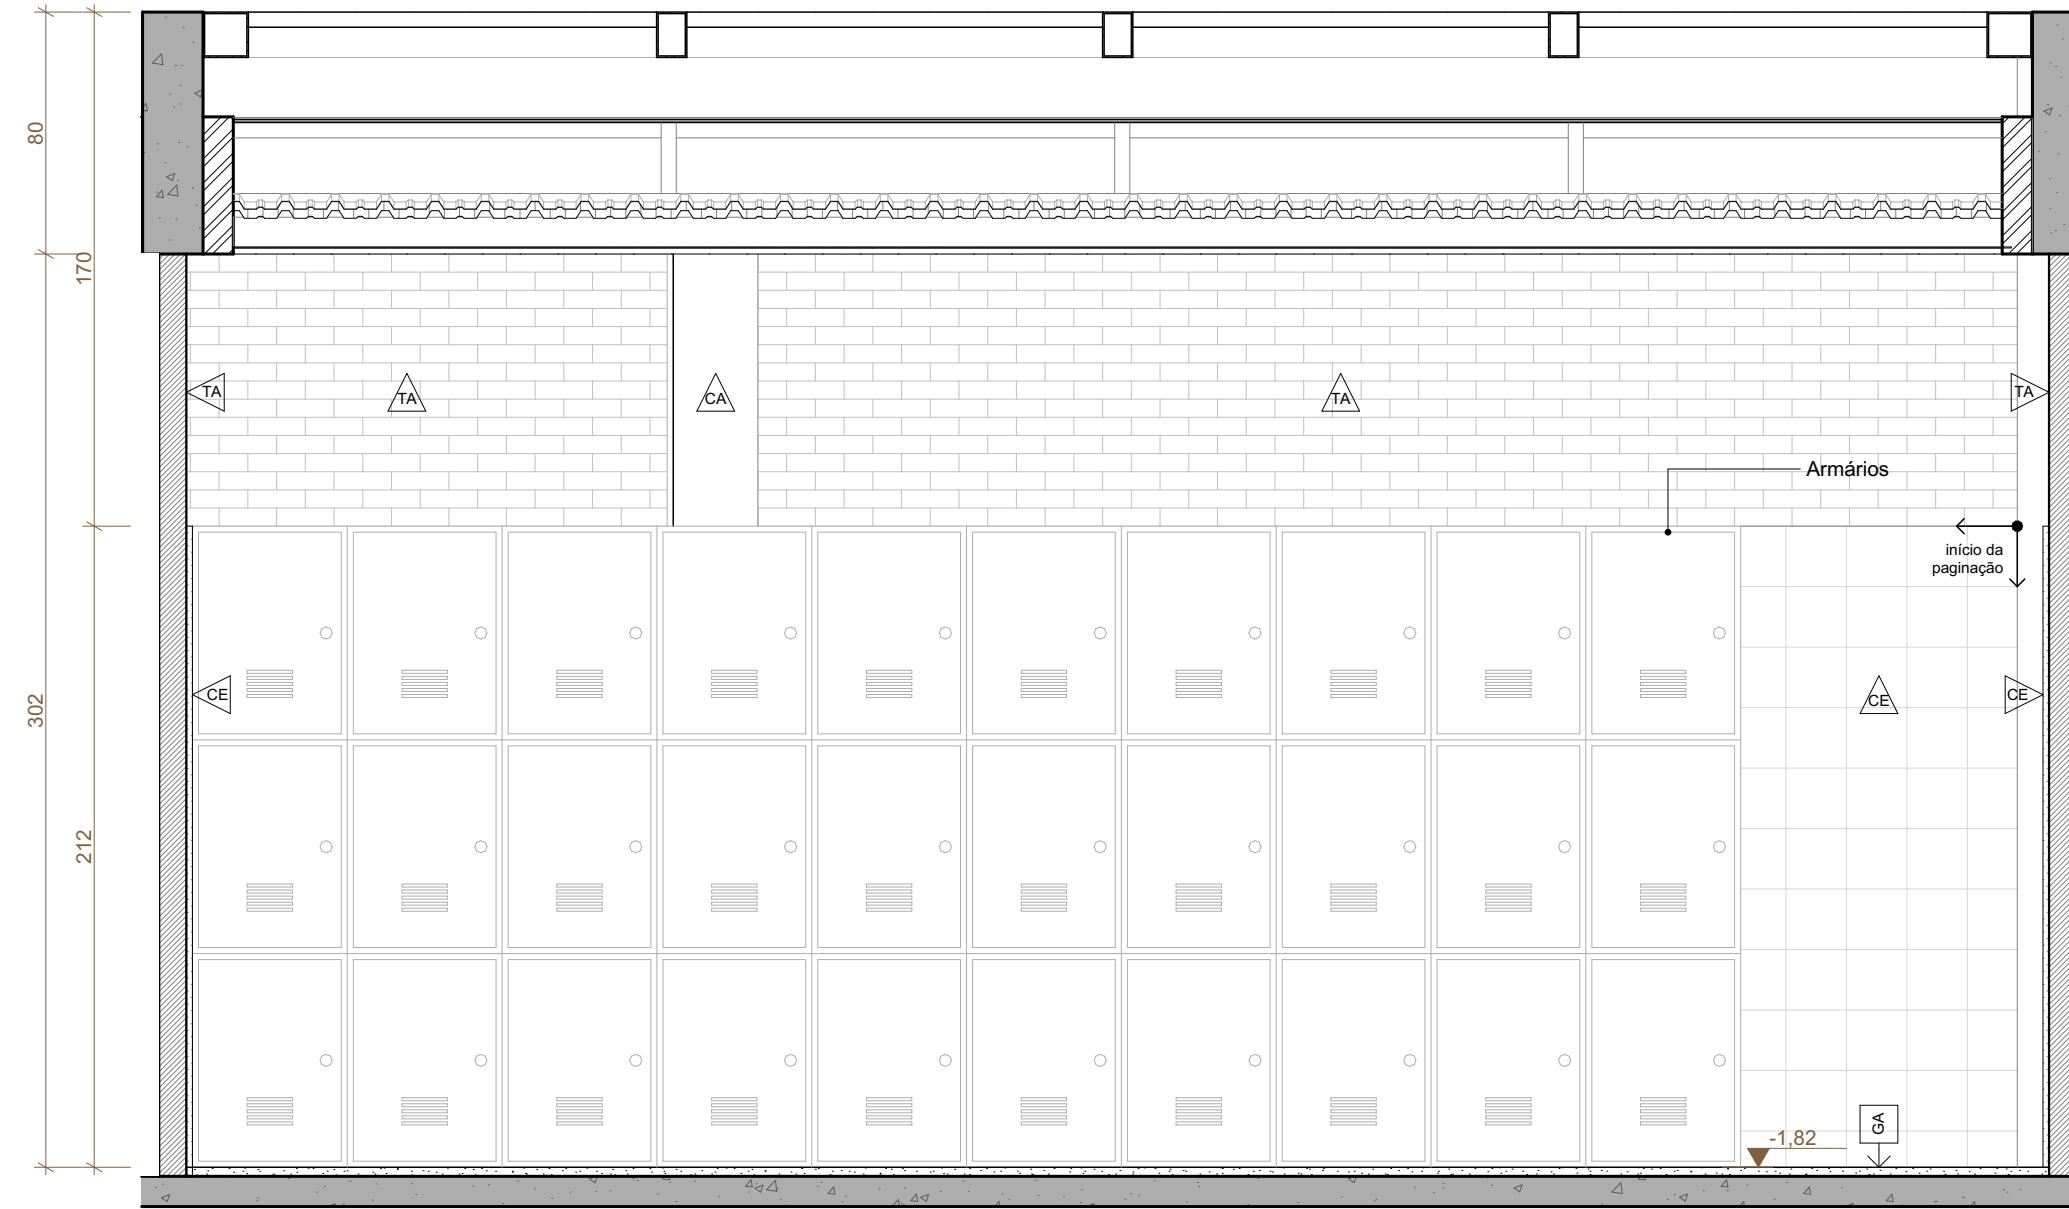 80
170
TA
TA
CA
TA
TA
Armários
início da
paginação
302
CE
CE
CE
212
GA
-1,82